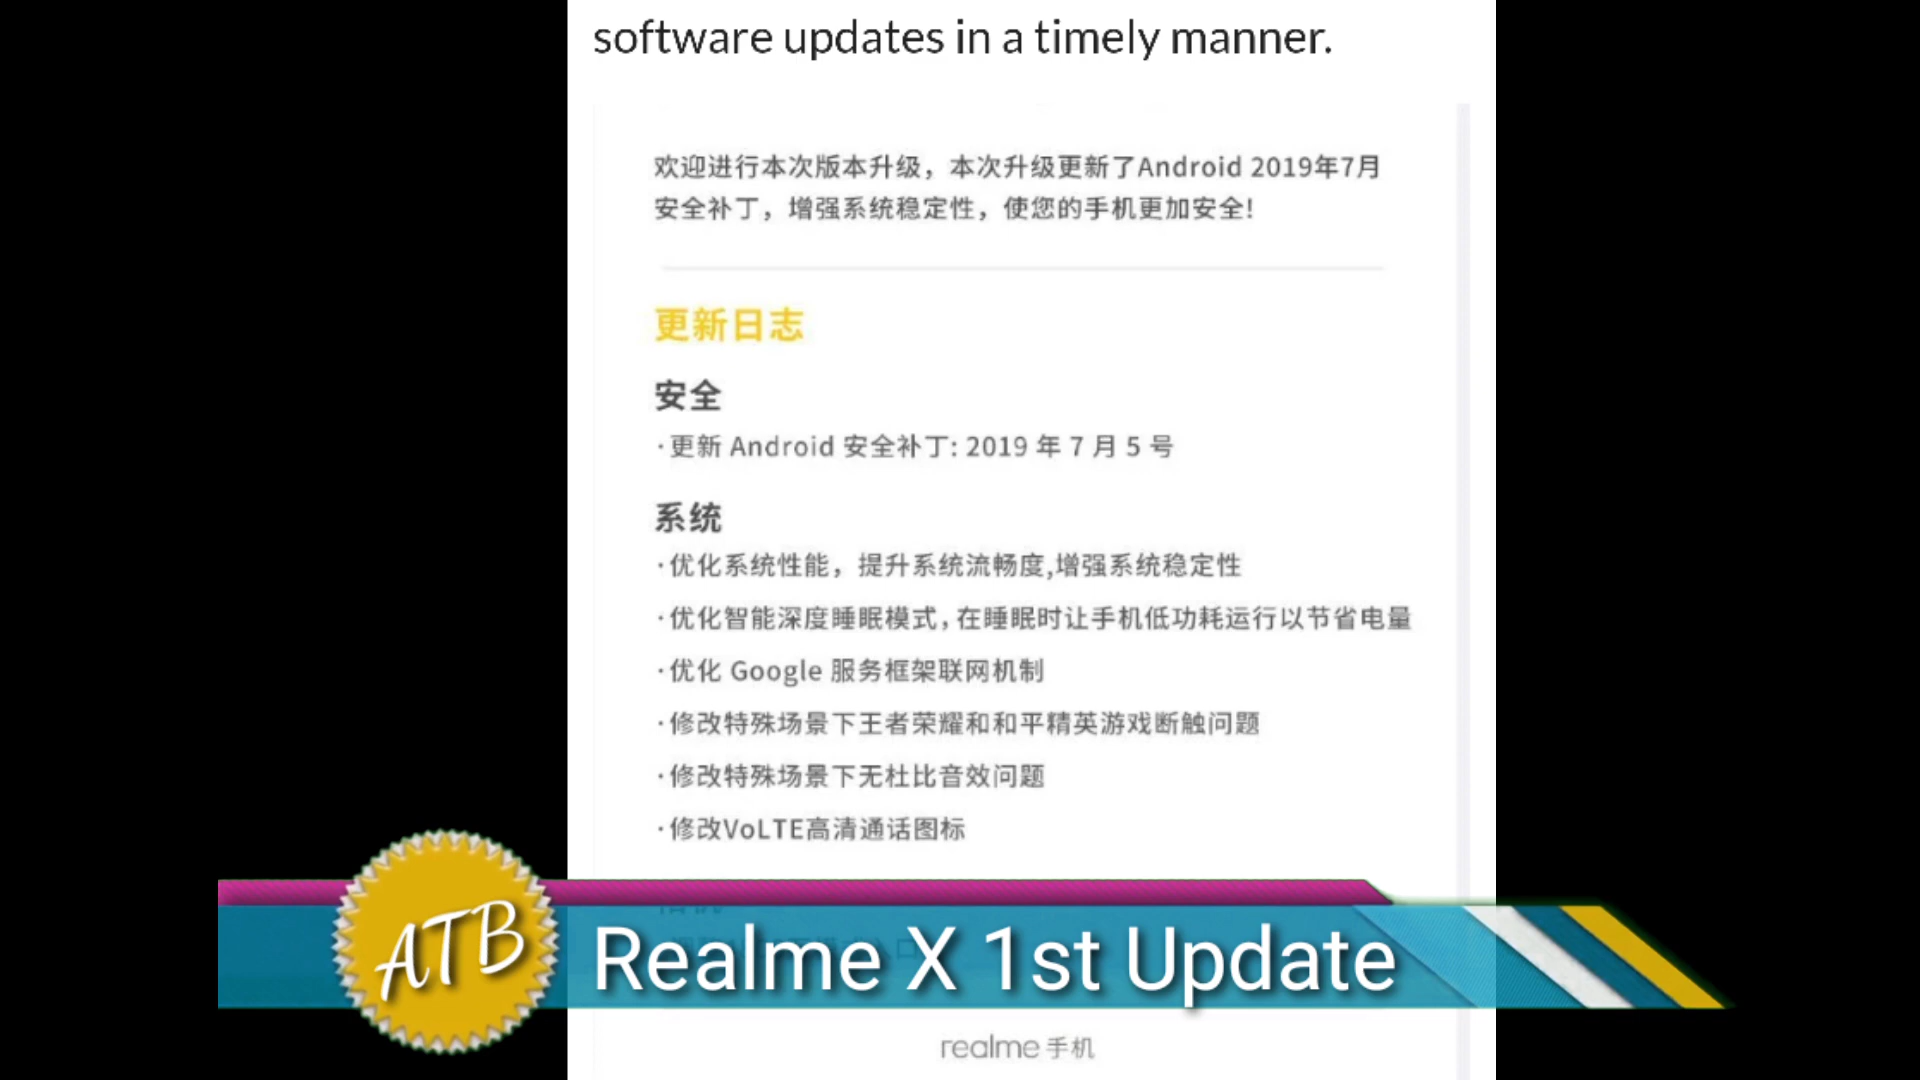 software updates in a timely manner.
欢迎进行本次版本升级，本次升级更新了Android 2019年7月
安全补丁，增强系统稳定性，使您的手机更加安全!
更新日志
安全
·更新 Android 安全补丁: 2019 年 7 月 5 号
系统
·优化系统性能，提升系统流畅度,增强系统稳定性
·优化智能深度睡眠模式，在睡眠时让手机低功耗运行以节省电量
·优化 Google 服务框架联网机制
·修改特殊场景下王者荣耀和和平精英游戏断触问题
·修改特殊场景下无杜比音效问题
·修改VoLTE高清通话图标
ATB
Realme X 1st Update
realme 手机